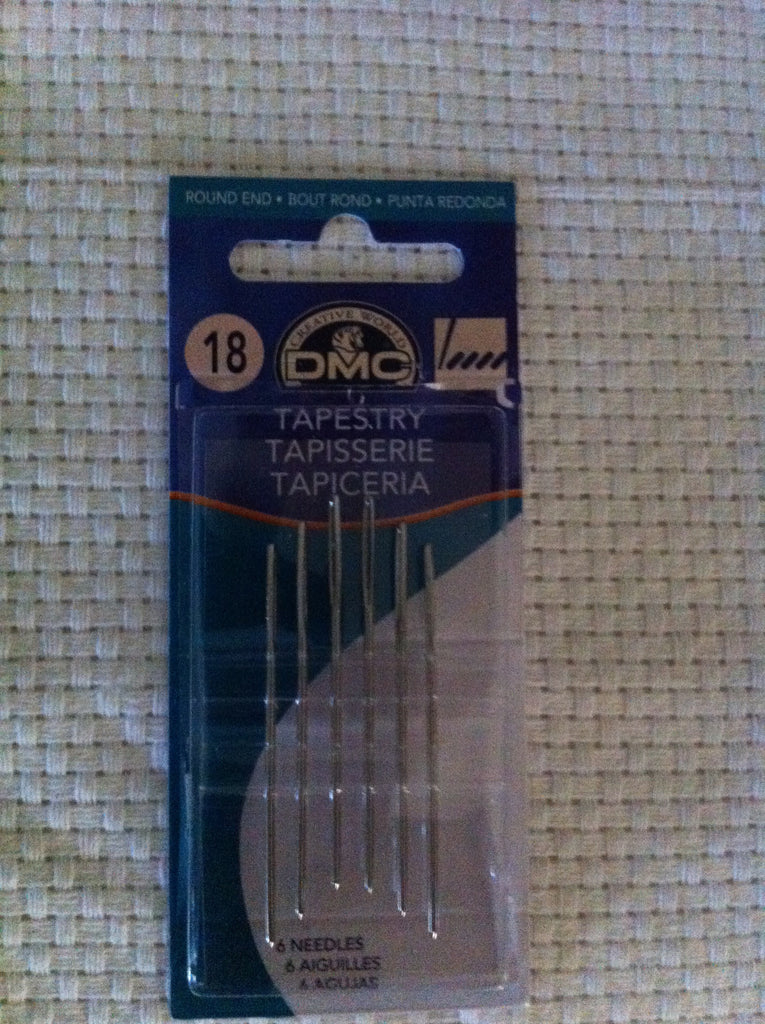 ROUND END • BOUT ROND • PUNTA REDONDA
18
CREATIVE WORLD
DMC
TAPESTRY
TAPISSERIE
TAPICERIA
6 NEEDLES
6 AIGUILLES
6 AGUJAS